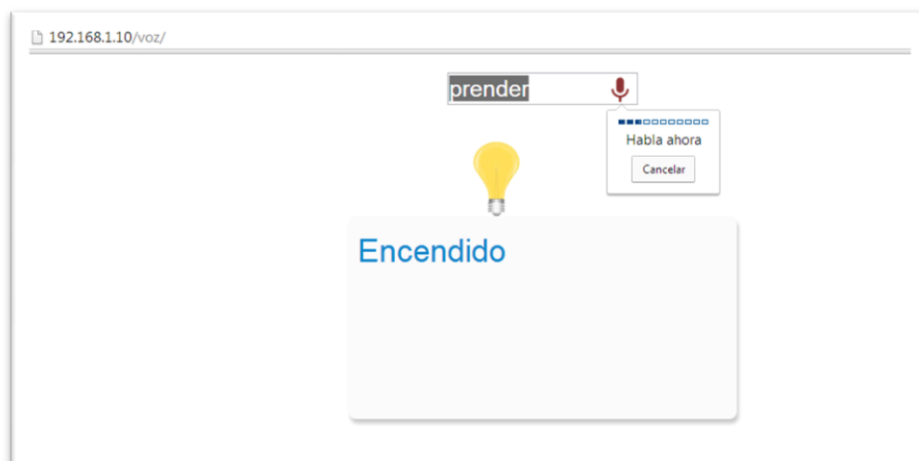 192.168.1.10/voz/
prender
Habla ahora
Cancelar
Encendido